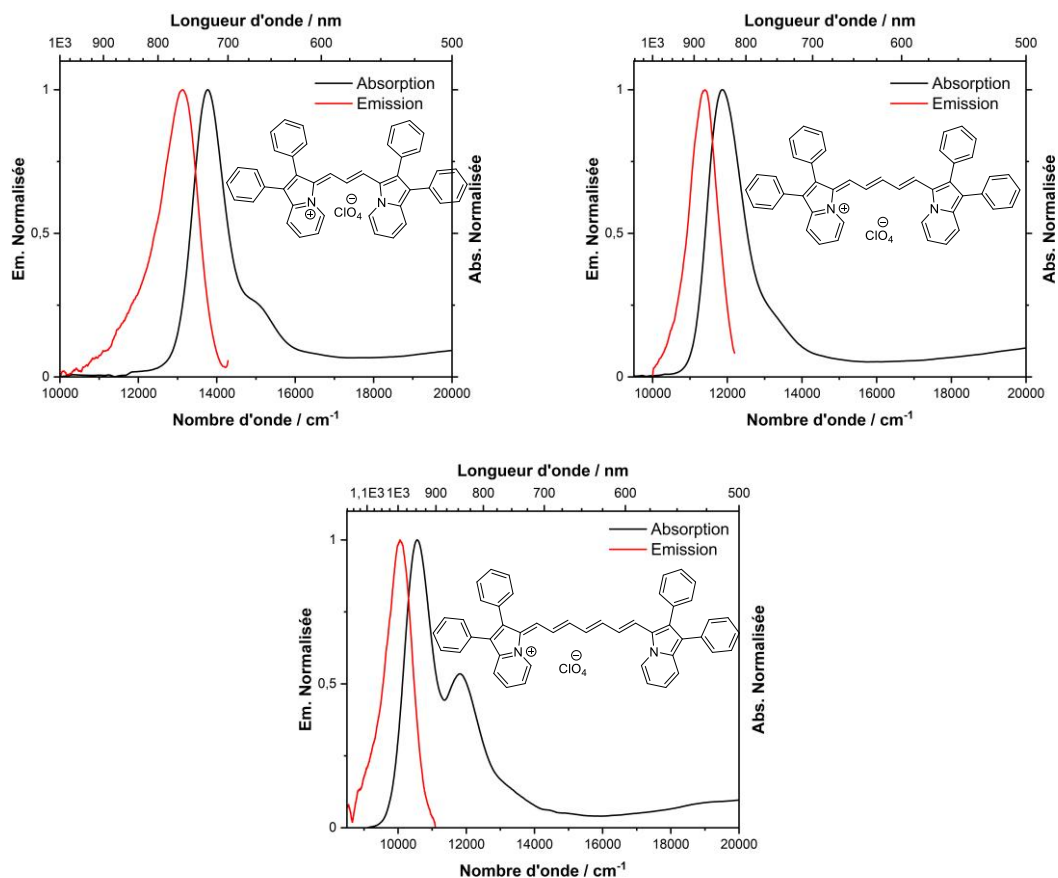 Longueur d'onde / nm
1E3 900 800 700 600 500
Absorption
Emission
1
0,5
0
Em. Normalisée
Abs. Normalisée
N
+
−
ClO4
10000 12000 14000 16000 18000 20000
Nombre d'onde / cm-1
Longueur d'onde / nm
1E3 900 800 700 600 500
Absorption
Emission
1
0,5
0
Em. Normalisée
Abs. Normalisée
N
+
N
−
ClO4
10000 12000 14000 16000 18000 20000
Nombre d'onde / cm-1
Longueur d'onde / nm
1,1E3 1E3 900 800 700 600 500
Absorption
Emission
1
0,5
0
Em. Normalisée
Abs. Normalisée
N
+
N
−
ClO4
10000 12000 14000 16000 18000 20000
Nombre d'onde / cm-1